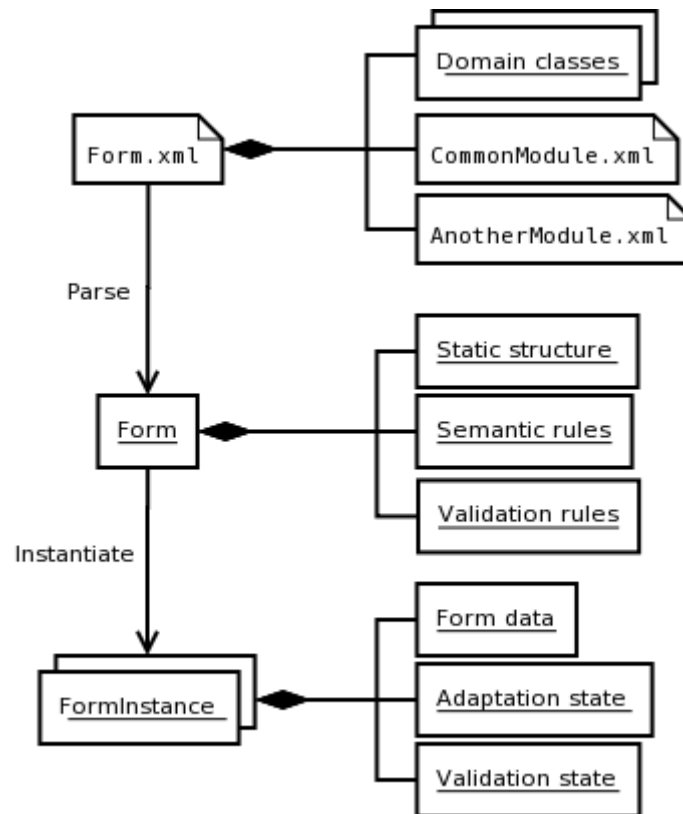 Domain classes
Form.xml
CommonModule.xml
AnotherModule.xml
Parse
Static structure
Form
Semantic rules
Validation rules
Instantiate
Form data
FormInstance
Adaptation state
Validation state